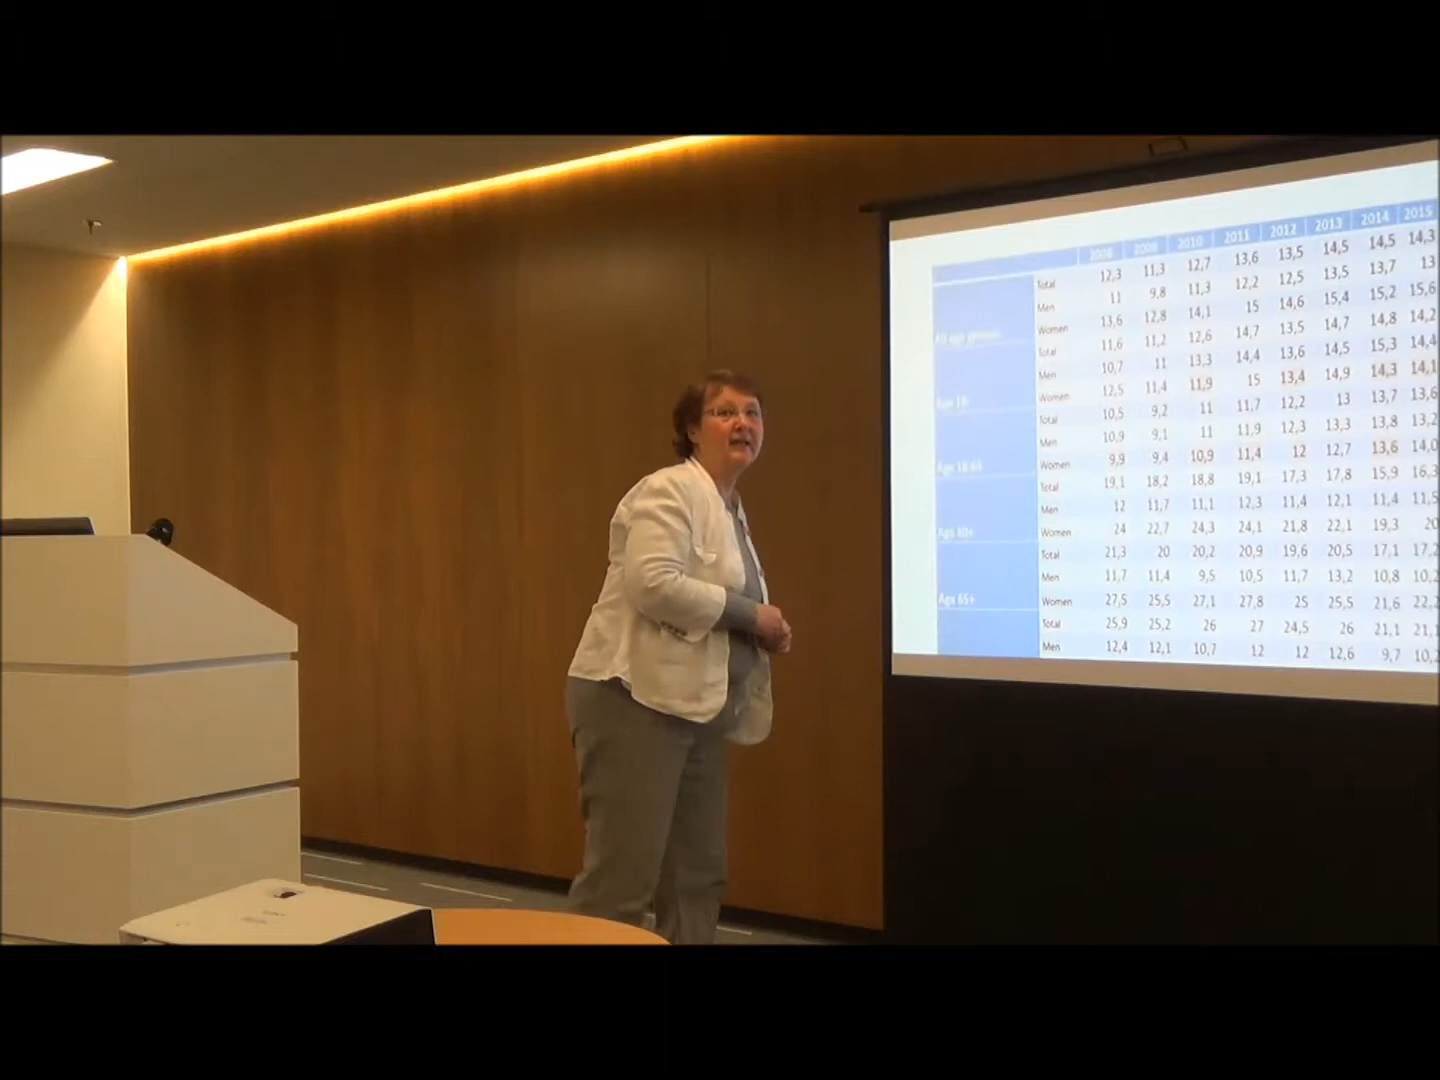 2008 2009 2010 2011 2012 2013 2014 2015
Total 12,3 11,3 12,7 13,6 13,5 14,5 14,5 14,3
Men 11 9,8 11,3 12,2 12,5 13,5 13,7 13
All age groups Women 13,6 12,8 14,1 15 14,6 15,4 15,2 15,6
Total 11,6 11,2 12,6 14,7 13,5 14,7 14,8 14,2
Men 10,7 11 13,3 14,4 13,6 14,5 15,3 14,4
Age Women 12,5 11,4 11,9 15 13,4 14,9 14,3 14,1
Total 10,5 9,2 11 11,7 12,2 13 13,7 13,6
Men 10,9 9,1 11 11,9 12,3 13,3 13,8 13,2
Age Women 9,9 9,4 10,9 11,4 12 12,7 13,6 14,0
Total 19,1 18,2 18,8 19,1 17,3 17,8 15,9 16,3
Men 12 11,7 11,1 12,3 11,4 12,1 11,4 11,5
Age 60+ Women 24 22,7 24,3 24,1 21,8 22,1 19,3 20
Total 21,3 20 20,2 20,9 19,6 20,5 17,1 17,2
Men 11,7 11,4 9,5 10,5 11,7 13,2 10,8 10,2
Age 65+ Women 27,5 25,5 27,1 27,8 25 25,5 21,6 22,2
Total 25,9 25,2 26 27 24,5 26 21,1 21,1
Men 12,4 12,1 10,7 12 12 12,6 9,7 10,2